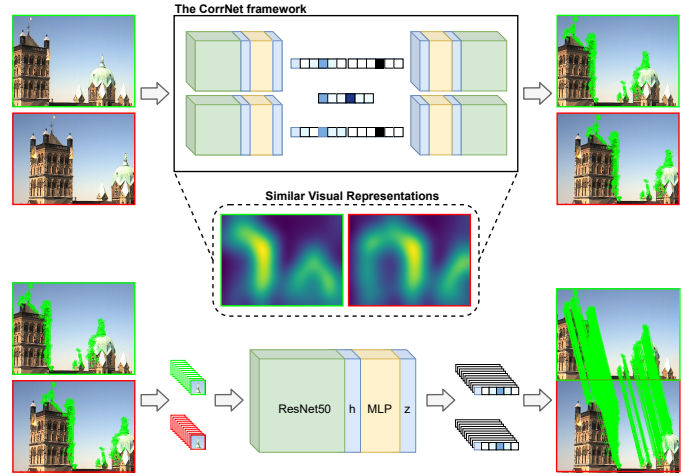 The CorrNet framework
Similar Visual Representations
ResNet50 h MLP z